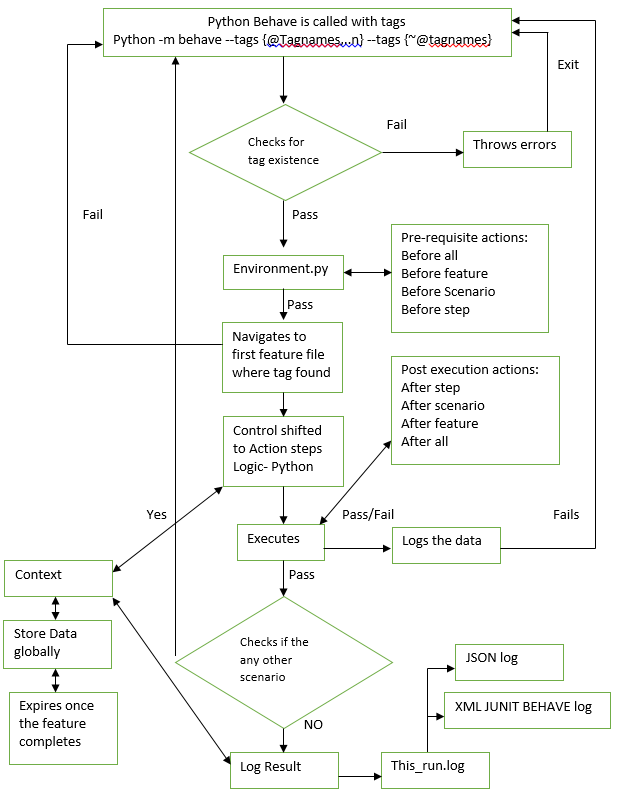 Python Behave is called with tags
Python -m behave --tags {@Tagnames,..n} --tags {~@tagnames}
Exit
Fail
Checks for
tag existence
Throws errors
Fail
Pass
Pre-requisite actions:
Before all
Before feature
Before Scenario
Before step
Environment.py
Pass
Navigates to
first feature file
where tag found
Post execution actions:
After step
After scenario
After feature
After all
Control shifted
to Action steps
Logic- Python
Yes
Pass/Fail
Fails
Executes
Logs the data
Pass
Context
Store Data
globally
Checks if the
any other
scenario
JSON log
Expires once
the feature
completes
XML JUNIT BEHAVE log
NO
Log Result
This_run.log